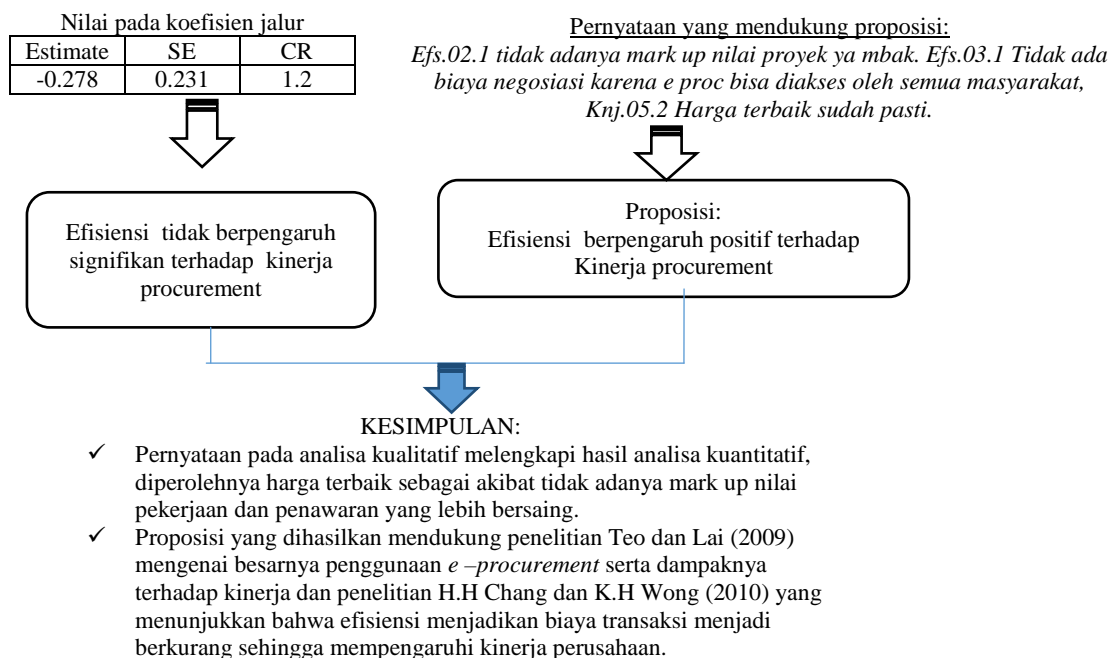 Nilai pada koefisien jalur
Estimate SE CR
-0.278 0.231 1.2
Pernyataan yang mendukung proposisi:
Efs.02.1 tidak adanya mark up nilai proyek ya mbak. Efs.03.1 Tidak ada
biaya negosiasi karena e proc bisa diakses oleh semua masyarakat,
Knj.05.2 Harga terbaik sudah pasti.
Efisiensi tidak berpengaruh
signifikan terhadap kinerja
procurement
Proposisi:
Efisiensi berpengaruh positif terhadap
Kinerja procurement
KESIMPULAN:
✓ Pernyataan pada analisa kualitatif melengkapi hasil analisa kuantitatif,
diperolehnya harga terbaik sebagai akibat tidak adanya mark up nilai
pekerjaan dan penawaran yang lebih bersaing.
✓ Proposisi yang dihasilkan mendukung penelitian Teo dan Lai (2009)
mengenai besarnya penggunaan e –procurement serta dampaknya
terhadap kinerja dan penelitian H.H Chang dan K.H Wong (2010) yang
menunjukkan bahwa efisiensi menjadikan biaya transaksi menjadi
berkurang sehingga mempengaruhi kinerja perusahaan.